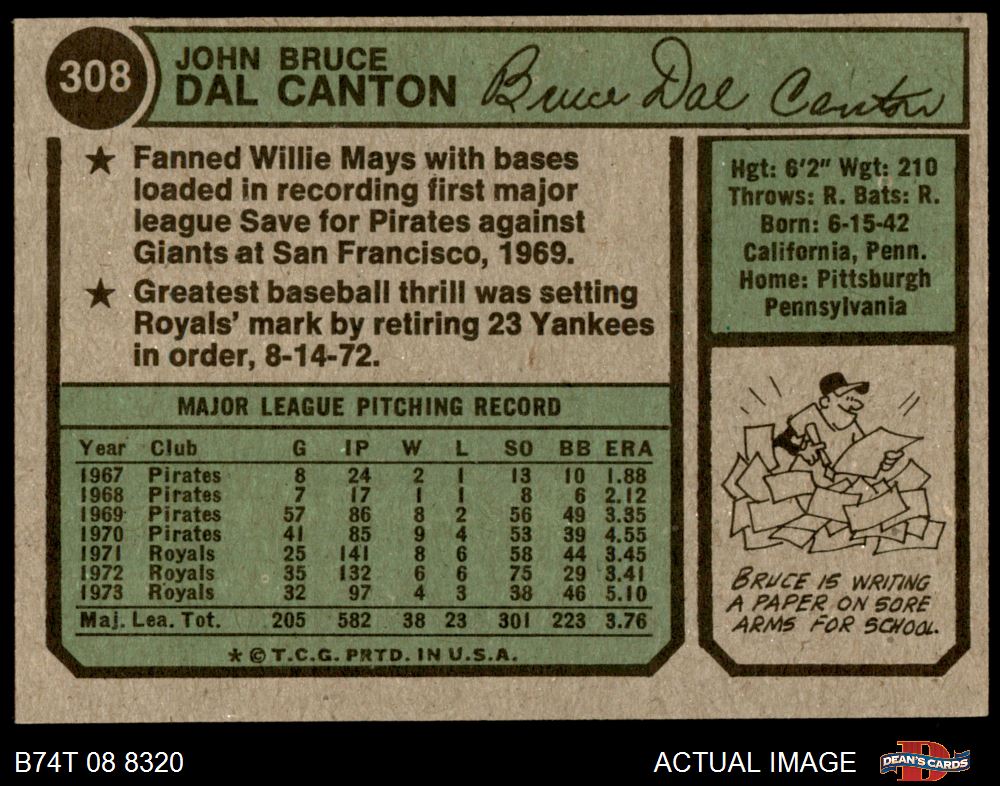 308
JOHN BRUCE
DAL CANTON
Bruce Dal Canton
★ Fanned Willie Mays with bases
loaded in recording first major
league Save for Pirates against
Giants at San Francisco, 1969.
★ Greatest baseball thrill was setting
Royals' mark by retiring 23 Yankees
in order, 8-14-72.
Hgt: 6'2" Wgt: 210
Throws: R. Bats: R.
Born: 6-15-42
California, Penn.
Home: Pittsburgh
Pennsylvania
MAJOR LEAGUE PITCHING RECORD
Year Club G IP W L SO BB ERA
1967 Pirates 8 24 2 1 13 10 1.88
1968 Pirates 7 17 1 1 8 6 2.12
1969 Pirates 57 86 8 2 56 49 3.35
1970 Pirates 41 85 9 4 53 39 4.55
1971 Royals 25 141 8 6 58 44 3.45
1972 Royals 35 132 6 6 75 29 3.41
1973 Royals 32 97 4 3 38 46 5.10
Maj. Lea. Tot. 205 582 38 23 301 223 3.76
★ © T.C.G. PRTD. IN U.S.A.
BRUCE IS WRITING
A PAPER ON SORE
ARMS FOR SCHOOL.
B74T 08 8320
ACTUAL IMAGE
D
DEAN'S CARDS